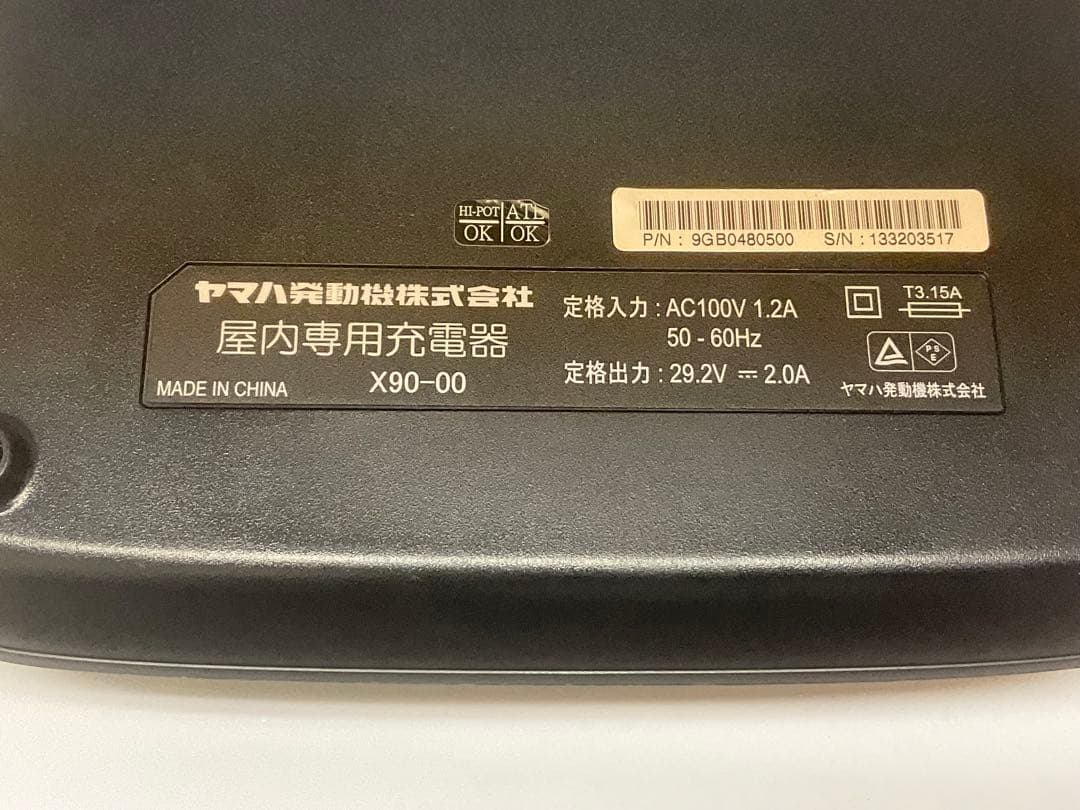 HI-POT ATL
OK OK
P/N : 9GB0480500 S/N : 133203517
ヤマハ発動機株式会社
屋内専用充電器
MADE IN CHINA X90-00
定格入力 : AC100V 1.2A
50 - 60Hz
定格出力 : 29.2V ⎓ 2.0A
T3.15A
PS
E
ヤマハ発動機株式会社